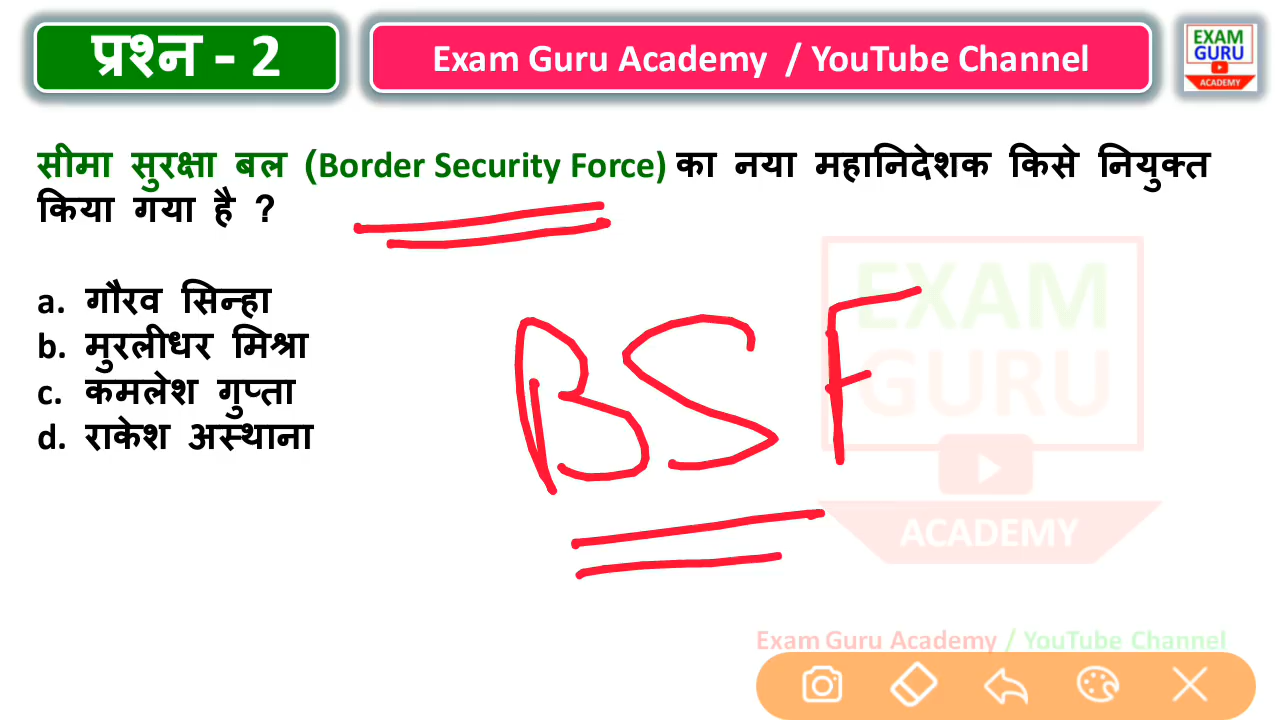 प्रश्न - 2
Exam Guru Academy / YouTube Channel
EXAM
GURU
ACADEMY
सीमा सुरक्षा बल (Border Security Force) का नया महानिदेशक किसे नियुक्त
किया गया है ?
a. गौरव सिन्हा
b. मुरलीधर मिश्रा
c. कमलेश गुप्ता
d. राकेश अस्थाना
BSF
EXAM
GURU
ACADEMY
Exam Guru Academy / YouTube Channel